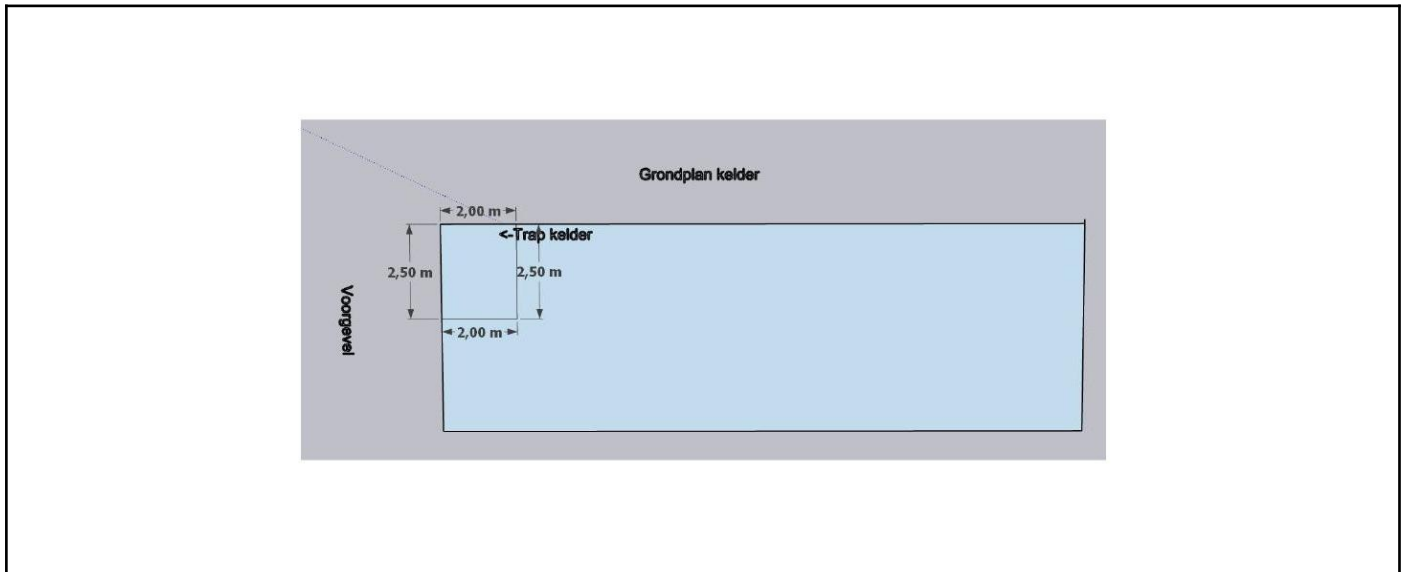 Grondplan kelder
2,00 m
<-Trap kelder
2,50 m
2,50 m
Voorgevel
2,00 m